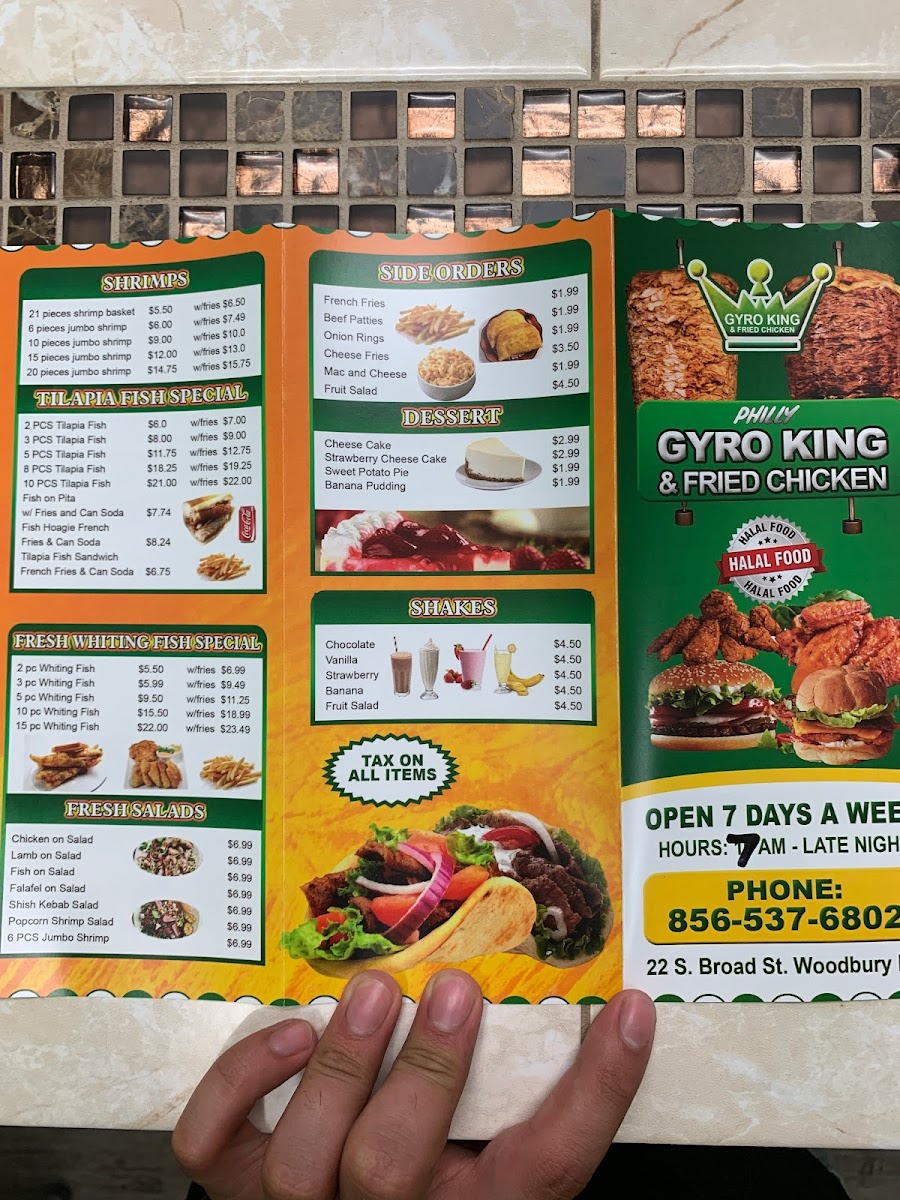 SHRIMPS
21 pieces shrimp basket $5.50 w/fries $6.50
6 pieces jumbo shrimp $6.00 w/fries $7.49
10 pieces jumbo shrimp $9.00 w/fries $10.0
15 pieces jumbo shrimp $12.00 w/fries $13.0
20 pieces jumbo shrimp $14.75 w/fries $15.75
TILAPIA FISH SPECIAL
2 PCS Tilapia Fish $6.0 w/fries $7.00
3 PCS Tilapia Fish $8.00 w/fries $9.00
5 PCS Tilapia Fish $11.75 w/fries $12.75
8 PCS Tilapia Fish $18.25 w/fries $19.25
10 PCS Tilapia Fish $21.00 w/fries $22.00
Fish on Pita
w/ Fries and Can Soda $7.74
Fish Hoagie French
Fries & Can Soda $8.24
Tilapia Fish Sandwich
French Fries & Can Soda $6.75
Coca-Cola
FRESH WHITING FISH SPECIAL
2 pc Whiting Fish $5.50 w/fries $6.99
3 pc Whiting Fish $5.99 w/fries $9.49
5 pc Whiting Fish $9.50 w/fries $11.25
10 pc Whiting Fish $15.50 w/fries $18.99
15 pc Whiting Fish $22.00 w/fries $23.49
FRESH SALADS
Chicken on Salad $6.99
Lamb on Salad $6.99
Fish on Salad $6.99
Falafel on Salad $6.99
Shish Kebab Salad $6.99
Popcorn Shrimp Salad $6.99
6 PCS Jumbo Shrimp $6.99
SIDE ORDERS
French Fries $1.99
Beef Patties $1.99
Onion Rings $1.99
Cheese Fries $3.50
Mac and Cheese $1.99
Fruit Salad $4.50
DESSERT
Cheese Cake $2.99
Strawberry Cheese Cake $2.99
Sweet Potato Pie $1.99
Banana Pudding $1.99
SHAKES
Chocolate $4.50
Vanilla $4.50
Strawberry $4.50
Banana $4.50
Fruit Salad $4.50
TAX ON
ALL ITEMS
GYRO KING
& FRIED CHICKEN
PHILLY
GYRO KING
& FRIED CHICKEN
HALAL FOOD
HALAL FOOD
HALAL FOOD
OPEN 7 DAYS A WEE
HOURS: 7 AM - LATE NIGH
PHONE:
856-537-6802
22 S. Broad St. Woodbury